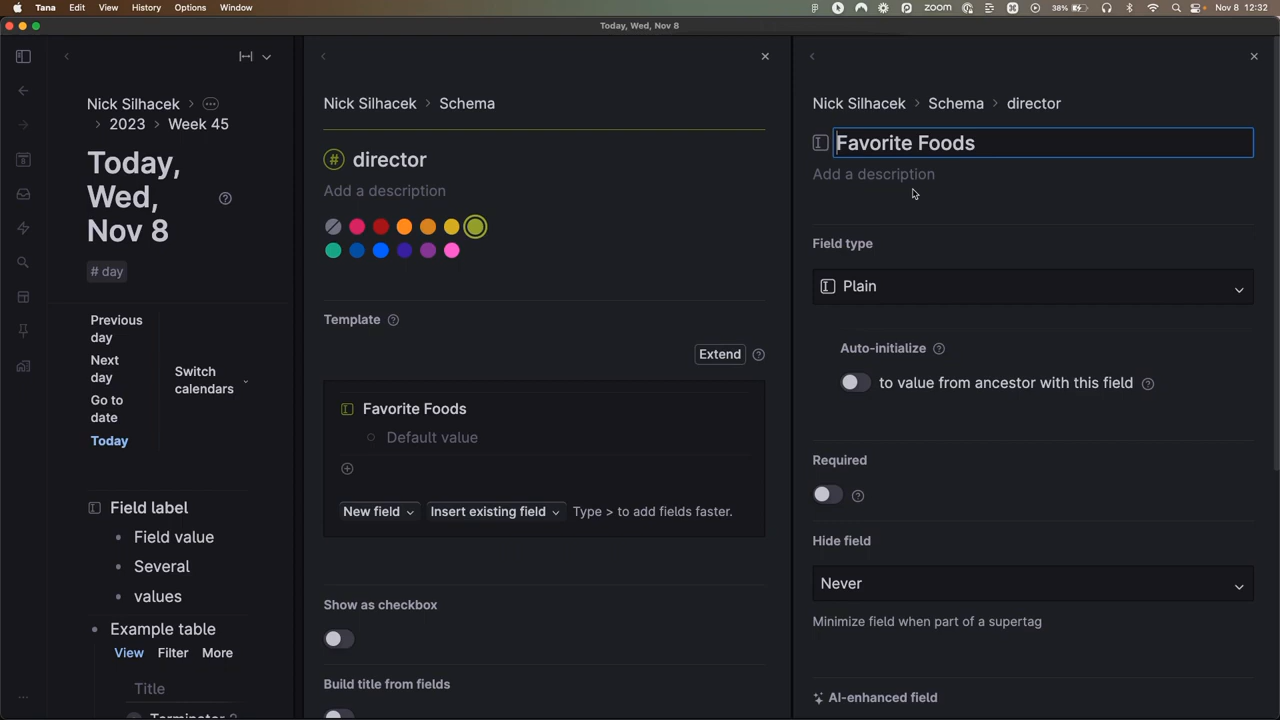 Tana Edit View History Options Window
zoom 38% Nov 8 12:32
Today, Wed, Nov 8
Nick Silhacek
2023 Week 45
Today,
Wed,
Nov 8
# day
Previous
day
Next
day
Go to
date
Today
Switch
calendars
Field label
Field value
Several
values
Example table
View Filter More
Title
Nick Silhacek > Schema
# director
Add a description
Template
Extend
Favorite Foods
Default value
New field Insert existing field Type > to add fields faster.
Show as checkbox
Build title from fields
Nick Silhacek > Schema > director
Favorite Foods
Add a description
Field type
Plain
Auto-initialize
to value from ancestor with this field
Required
Hide field
Never
Minimize field when part of a supertag
AI-enhanced field